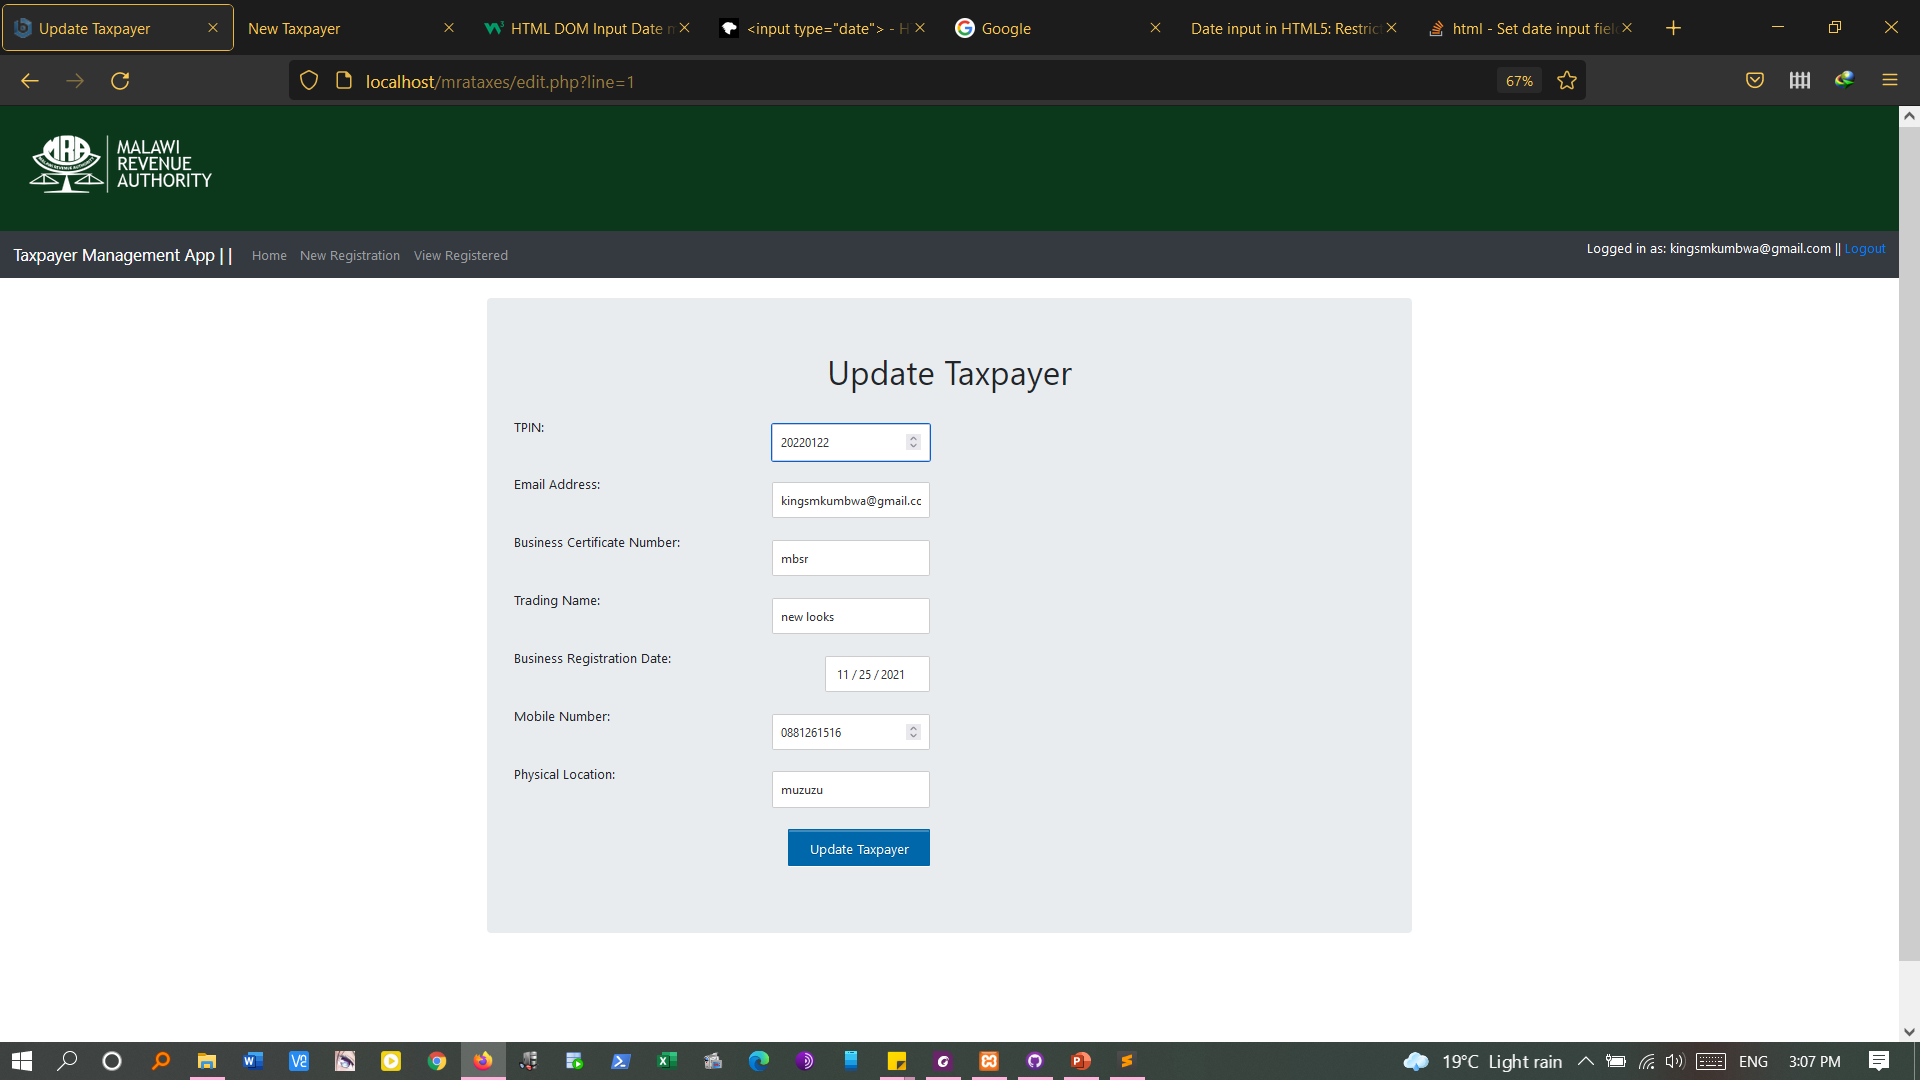 Update Taxpayer
New Taxpayer
HTML DOM Input Date
<input type="date"> - H
Google
Date input in HTML5: Restric
html - Set date input fiel
localhost/mrataxes/edit.php?line=1
67%
MRA
MALAWI
REVENUE
AUTHORITY
Taxpayer Management App ||
Home
New Registration
View Registered
Logged in as: kingsmkumbwa@gmail.com || Logout
Update Taxpayer
TPIN:
20220122
Email Address:
kingsmkumbwa@gmail.cc
Business Certificate Number:
mbsr
Trading Name:
new looks
Business Registration Date:
11 / 25 / 2021
Mobile Number:
0881261516
Physical Location:
muzuzu
Update Taxpayer
19°C Light rain
ENG
3:07 PM